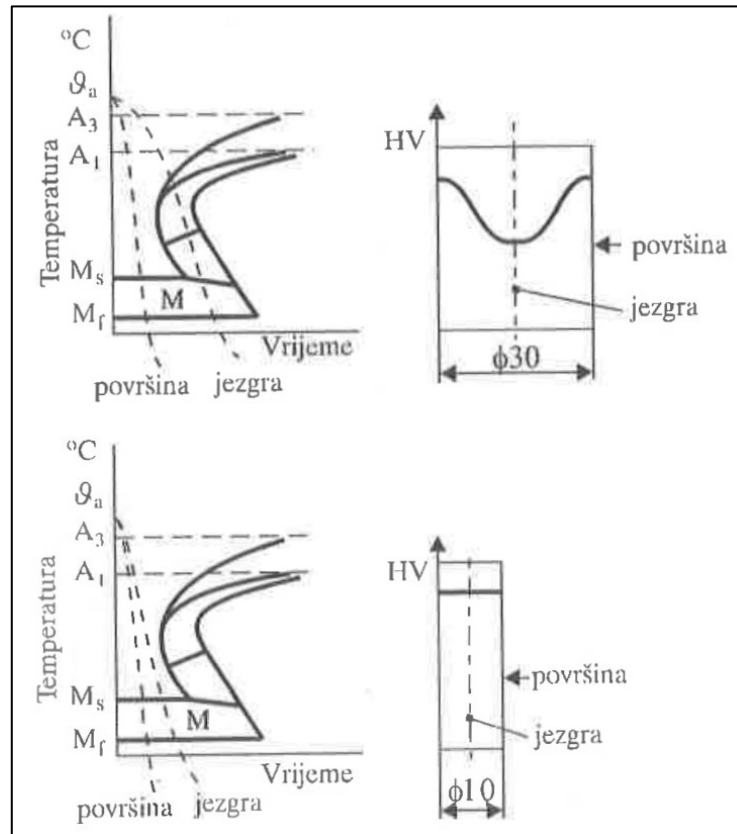 °C
ϑa
A3
A1
Temperatura
Ms
M
Mf
Vrijeme
površina jezgra
HV
površina
jezgra
ϕ30
°C
ϑa
A3
A1
Temperatura
Ms
M
Mf
Vrijeme
površina jezgra
HV
površina
jezgra
ϕ10